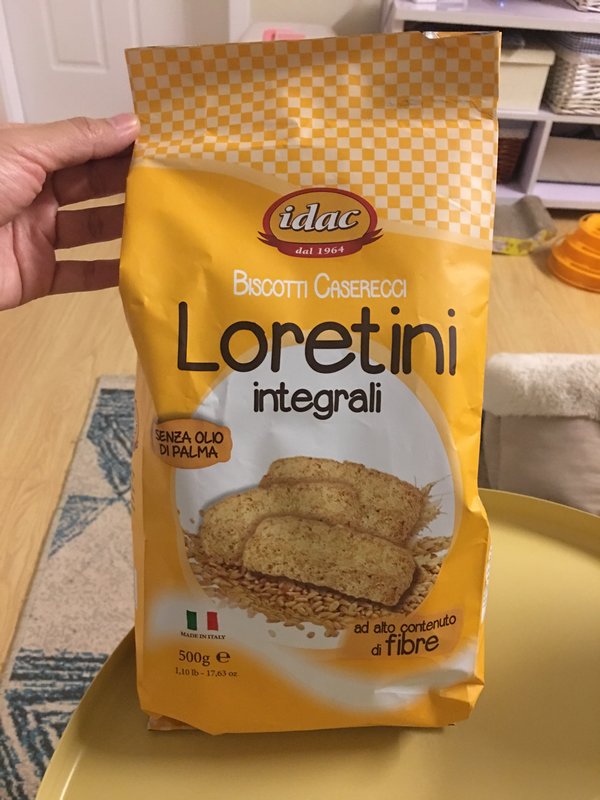 idac
dal 1964
BISCOTTI CASERECCI
Loretini
integrali
SENZA OLIO
DI PALMA
MADE IN ITALY
500g ℮
1,10 lb - 17,63 oz
ad alto contenuto
di fibre